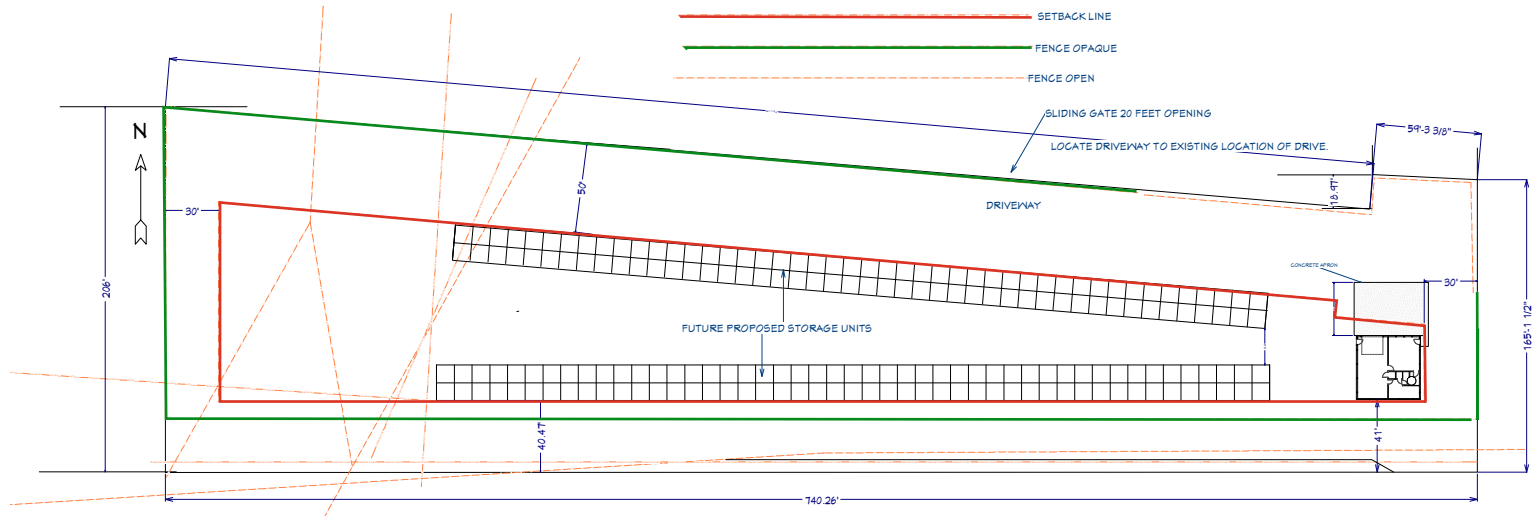 SETBACK LINE
FENCE OPAQUE
FENCE OPEN
SLIDING GATE 20 FEET OPENING
59'-3 3/8"
N
LOCATE DRIVEWAY TO EXISTING LOCATION OF DRIVE.
50'
18.97'
30'
DRIVEWAY
CONCRETE APRON
30'
206'
FUTURE PROPOSED STORAGE UNITS
165'-1 1/2"
40.47'
41'
740.26'